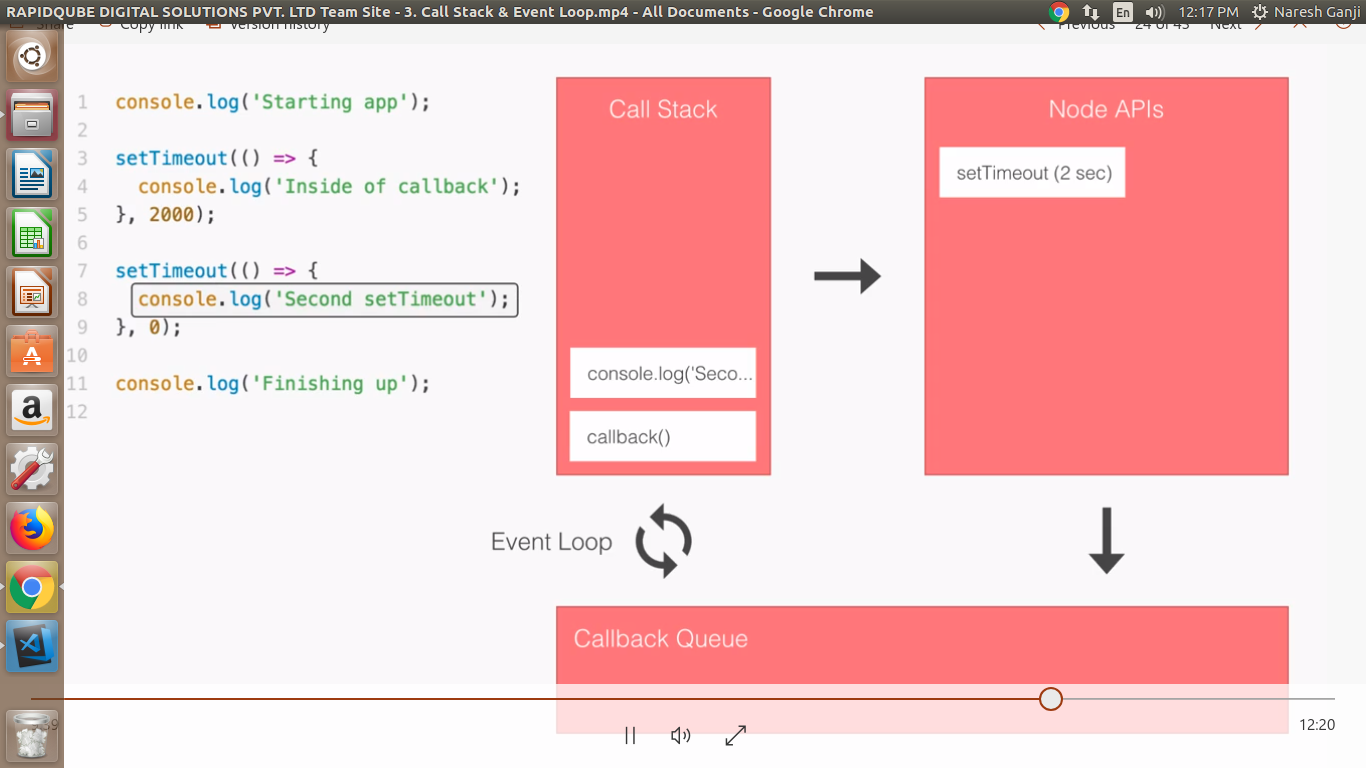 RAPIDQUBE DIGITAL SOLUTIONS PVT. LTD Team Site - 3. Call Stack & Event Loop.mp4 - All Documents - Google Chrome
En
12:17 PM
Naresh Ganji
Share
Copy link
Version history
Previous
24 of 43
Next
1 console.log('Starting app');
2
3 setTimeout(() => {
4 console.log('Inside of callback');
5 }, 2000);
6
7 setTimeout(() => {
8 console.log('Second setTimeout');
9 }, 0);
10
11 console.log('Finishing up');
12
Call Stack
console.log('Seco...
callback()
Node APIs
setTimeout (2 sec)
Event Loop
Callback Queue
12:20